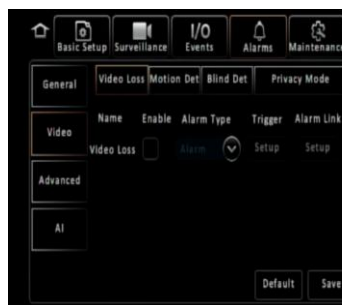 Basic Setup Surveillance I/O Events Alarms Maintenance
General Video Loss Motion Det Blind Det Privacy Mode
Name Enable Alarm Type Trigger Alarm Link
Video
Video Loss Alarm Setup Setup
Advanced
AI
Default Save